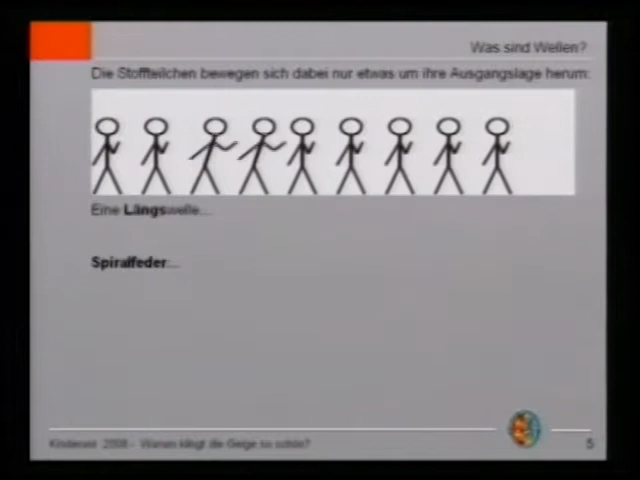 Was sind Wellen?
Die Stoffteilchen bewegen sich dabei nur etwas um ihre Ausgangslage herum:
Eine Längswelle...
Spiralfeder...
Kinderuni 2008 - Warum klingt die Geige so schön?
5